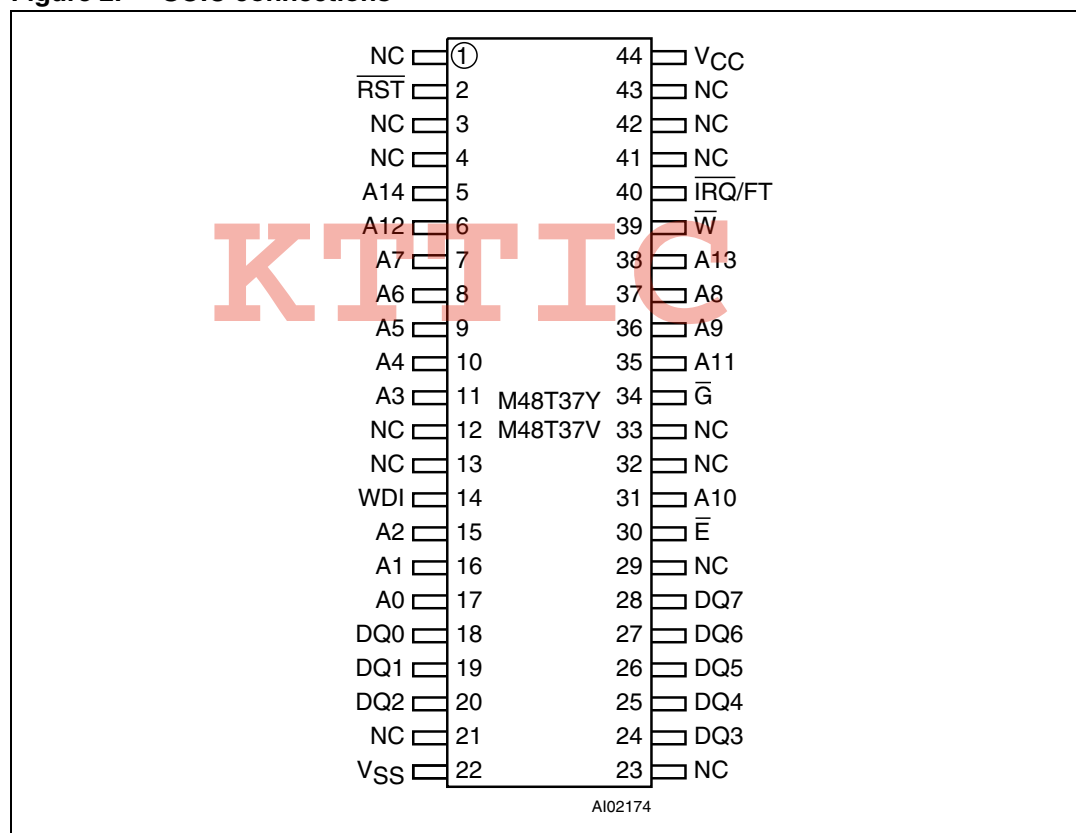 NC 1 44 VCC
RST 2 43 NC
NC 3 42 NC
NC 4 41 NC
A14 5 40 IRQ/FT
A12 6 39 W
A7 7 38 A13
A6 8 37 A8
A5 9 36 A9
A4 10 35 A11
A3 11 M48T37Y 34 G
NC 12 M48T37V 33 NC
NC 13 32 NC
WDI 14 31 A10
A2 15 30 E
A1 16 29 NC
A0 17 28 DQ7
DQ0 18 27 DQ6
DQ1 19 26 DQ5
DQ2 20 25 DQ4
NC 21 24 DQ3
VSS 22 23 NC
AI02174
KTTIC